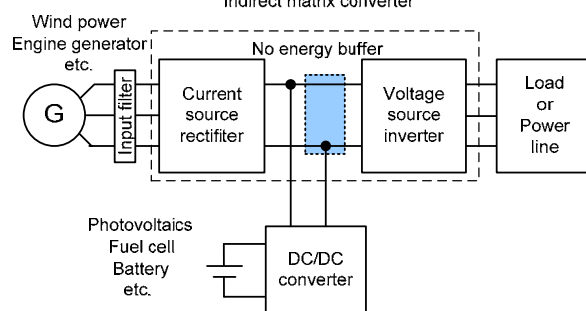 Indirect matrix converter
Wind power
Engine generator
etc.
No energy buffer
G
Input filter
Current
source
rectifiter
Voltage
source
inverter
Load
or
Power
line
Photovoltaics
Fuel cell
Battery
etc.
DC/DC
converter